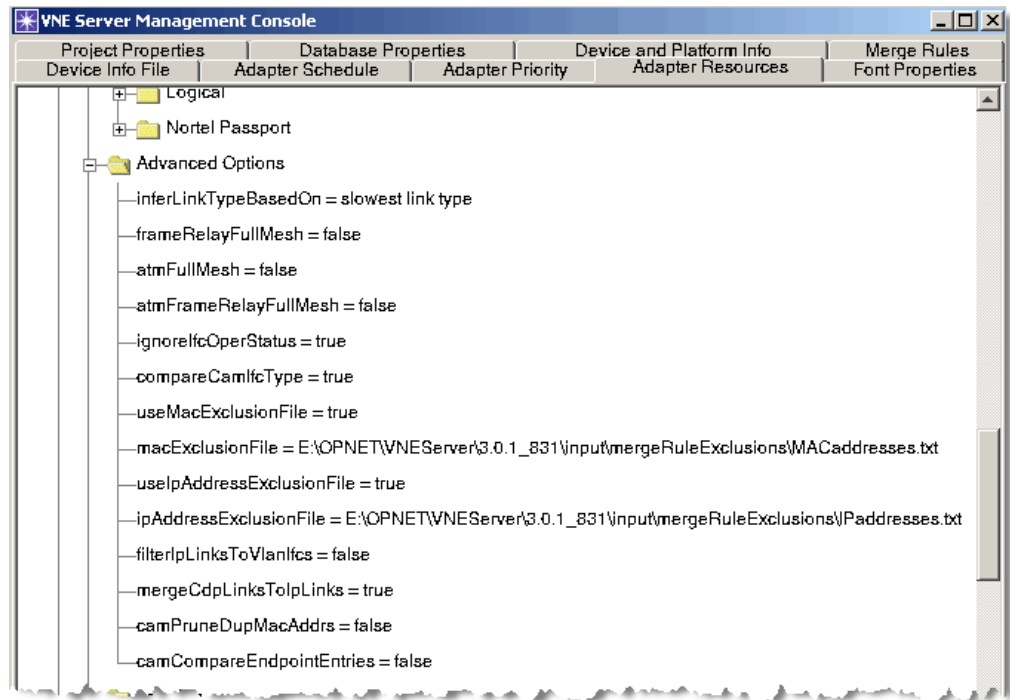 VNE Server Management Console
Project Properties Database Properties Device and Platform Info Merge Rules
Device Info File Adapter Schedule Adapter Priority Adapter Resources Font Properties
Logical
Nortel Passport
Advanced Options
inferLinkTypeBasedOn = slowest link type
frameRelayFullMesh = false
atmFullMesh = false
atmFrameRelayFullMesh = false
ignoreIfcOperStatus = true
compareCamIfcType = true
useMacExclusionFile = true
macExclusionFile = E:\OPNET\VNEServer\3.0.1_831\input\mergeRuleExclusions\MACaddresses.txt
useIpAddressExclusionFile = true
ipAddressExclusionFile = E:\OPNET\VNEServer\3.0.1_831\input\mergeRuleExclusions\IPaddresses.txt
filterIpLinksToVlanIfcs = false
mergeCdpLinksToIpLinks = true
camPruneDupMacAddrs = false
camCompareEndpointEntries = false